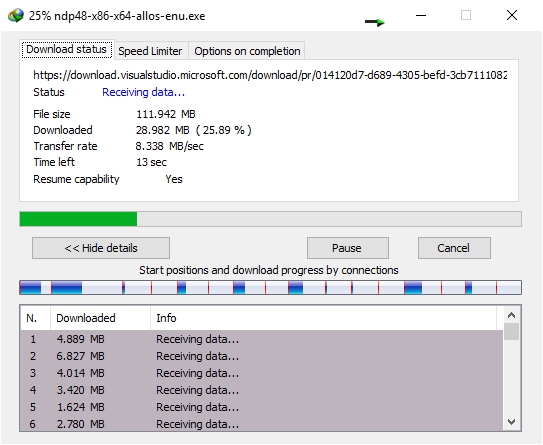 25% ndp48-x86-x64-allos-enu.exe
Download status Speed Limiter Options on completion
https://download.visualstudio.microsoft.com/download/pr/014120d7-d689-4305-befd-3cb7111082
Status Receiving data...
File size 111.942 MB
Downloaded 28.982 MB ( 25.89 % )
Transfer rate 8.338 MB/sec
Time left 13 sec
Resume capability Yes
<< Hide details Pause Cancel
Start positions and download progress by connections
N. Downloaded Info
1 4.889 MB Receiving data...
2 6.827 MB Receiving data...
3 4.014 MB Receiving data...
4 3.420 MB Receiving data...
5 1.624 MB Receiving data...
6 2.780 MB Receiving data...